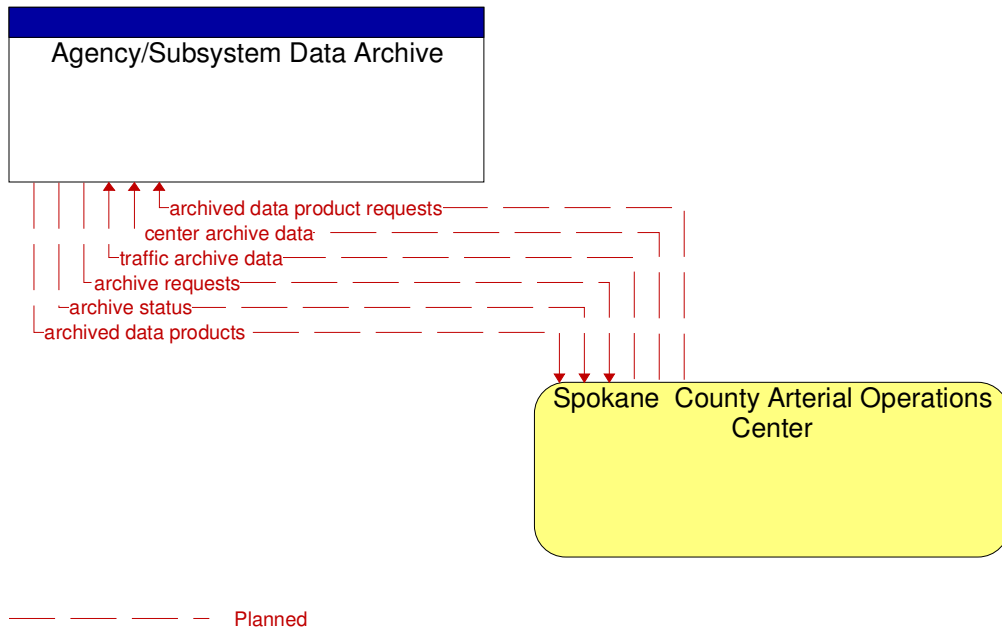 Agency/Subsystem Data Archive
archived data product requests
center archive data
traffic archive data
archive requests
archive status
archived data products
Spokane County Arterial Operations
Center
Planned